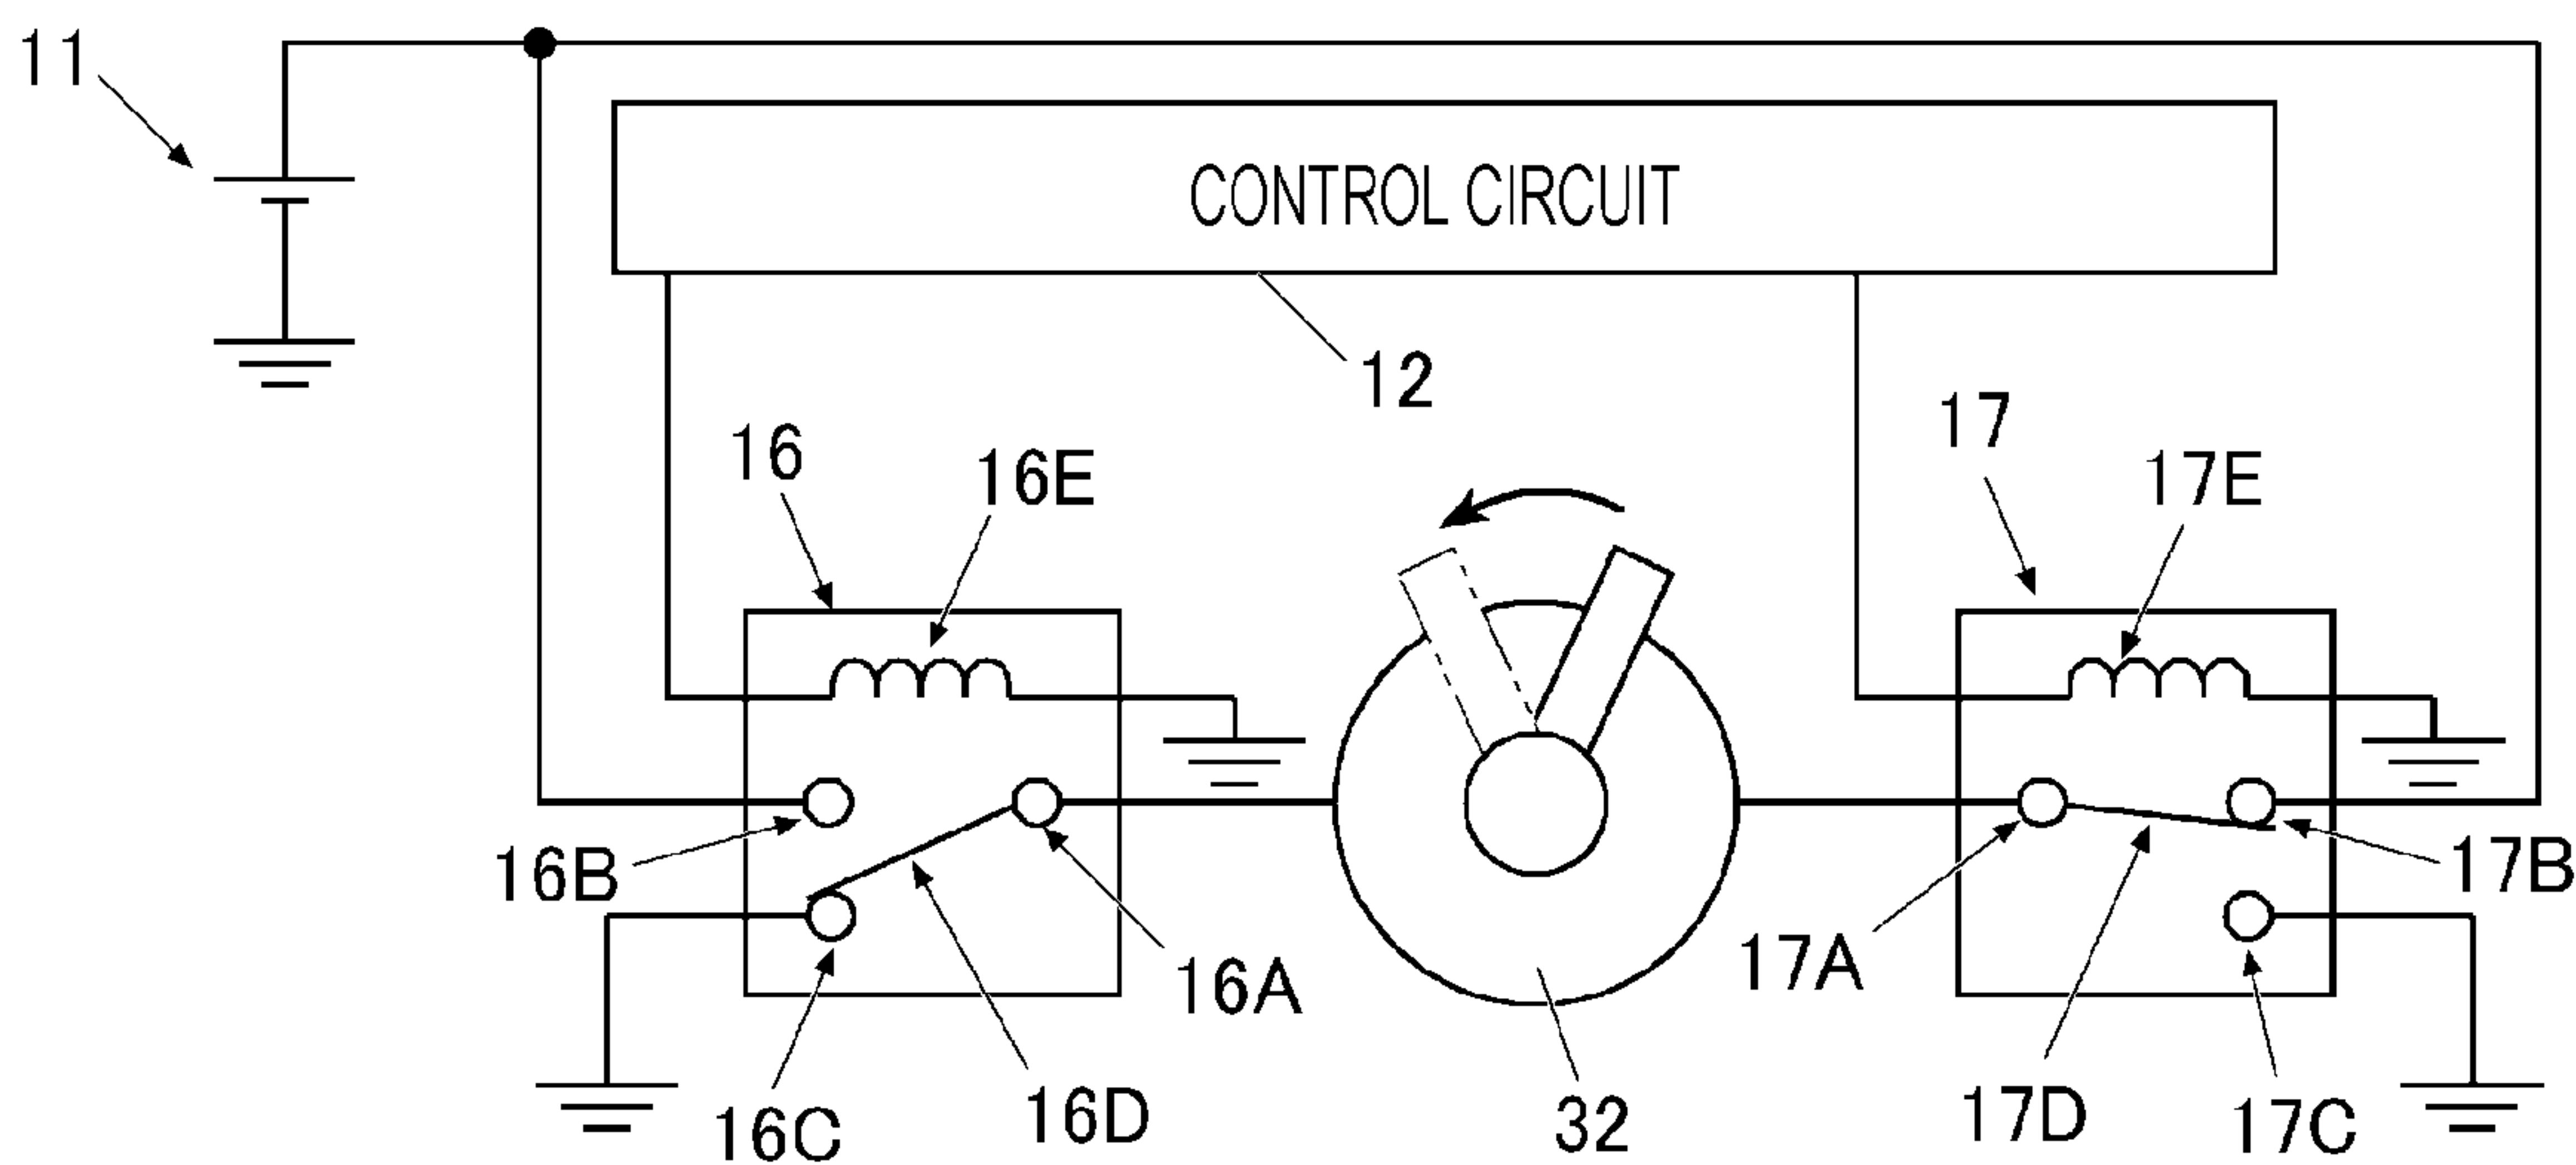 11
CONTROL CIRCUIT
12
16
16E
17
17E
16B
16A
17A
17B
16C
16D
32
17D
17C